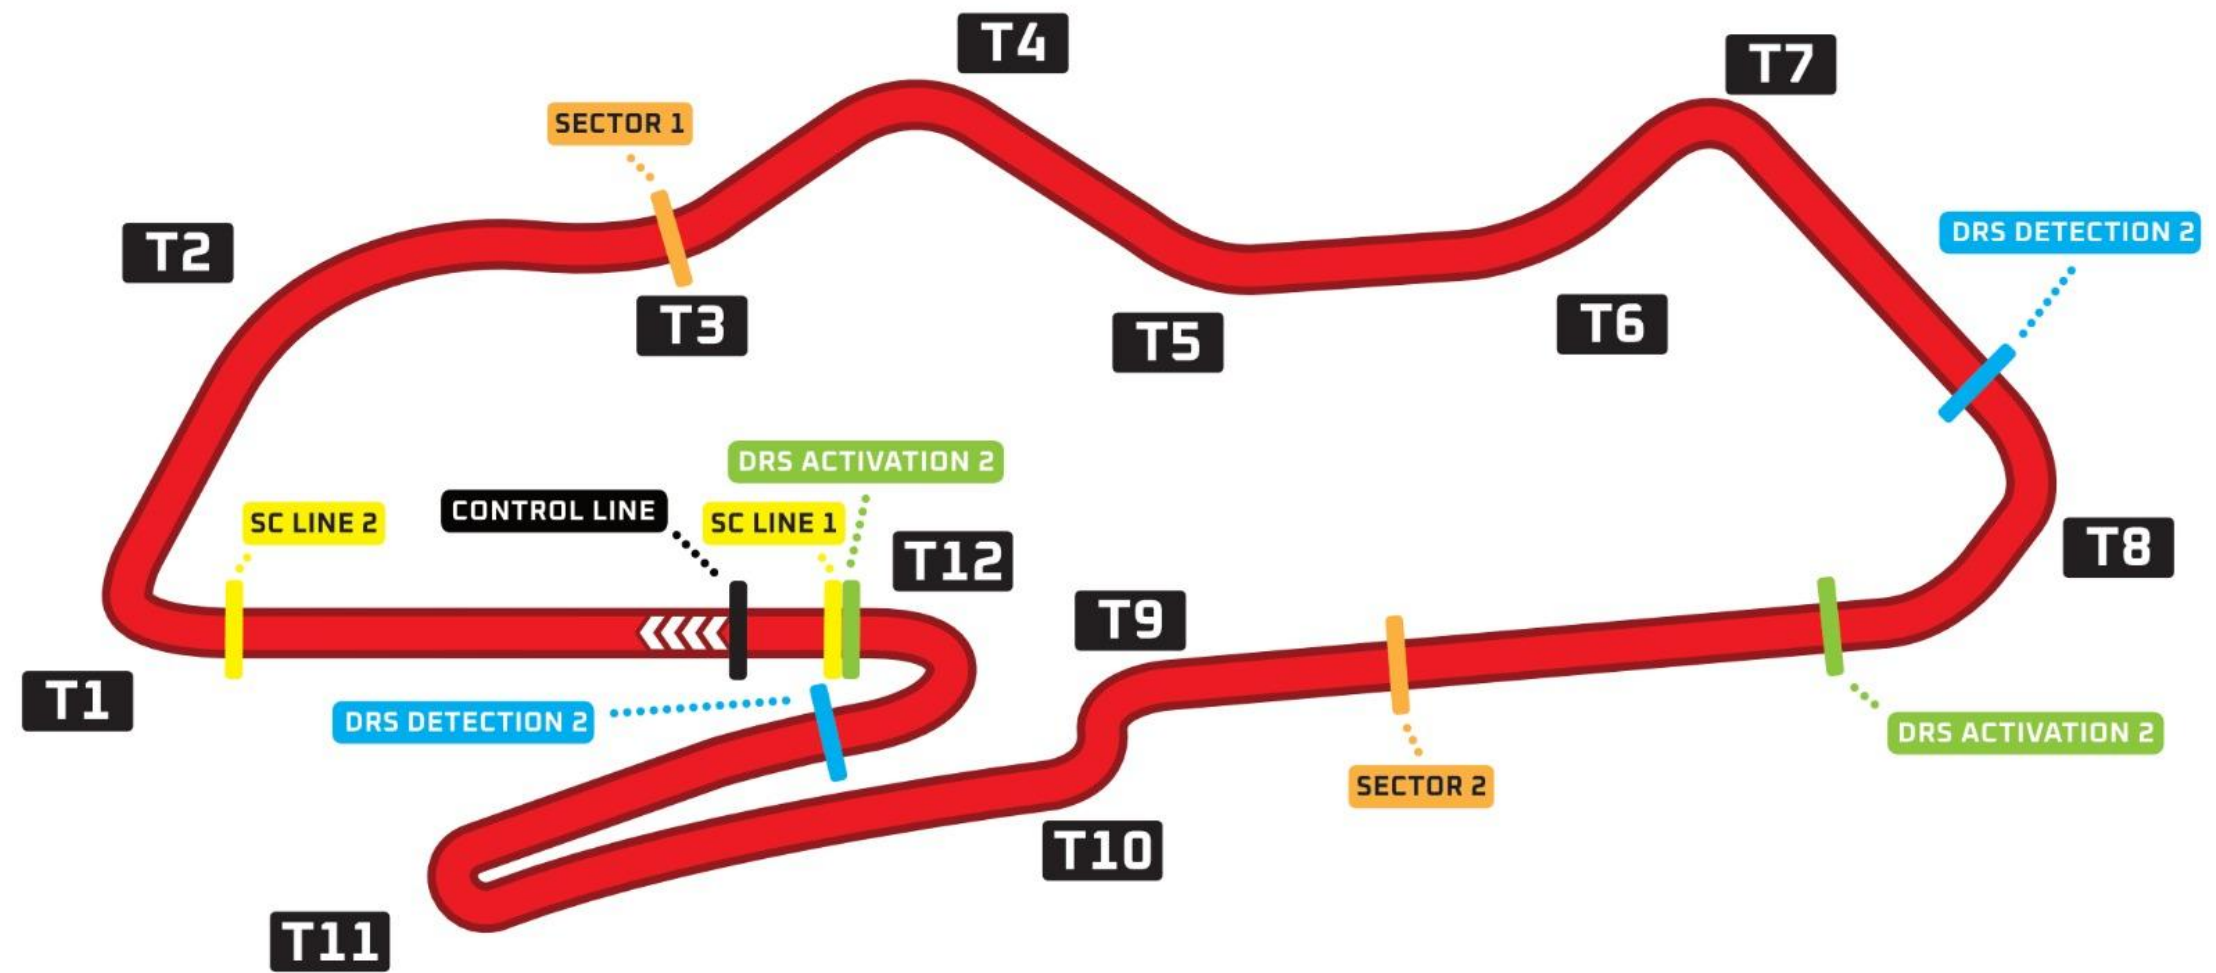 T4
T7
SECTOR 1
T2
DRS DETECTION 2
T3
T5
T6
DRS ACTIVATION 2
SC LINE 2
CONTROL LINE
SC LINE 1
T12
T8
T9
T1
DRS DETECTION 2
DRS ACTIVATION 2
SECTOR 2
T10
T11